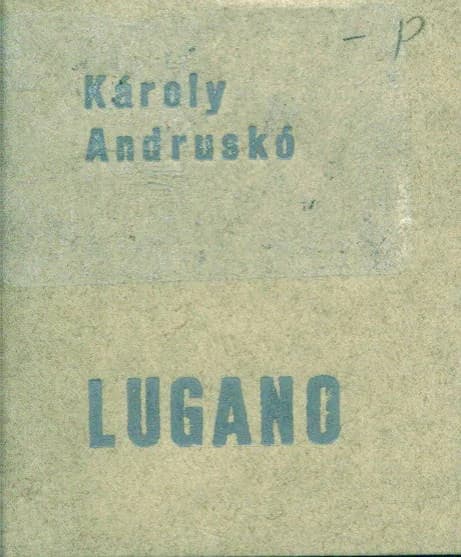 - p
Károly
Andruskó
LUGANO